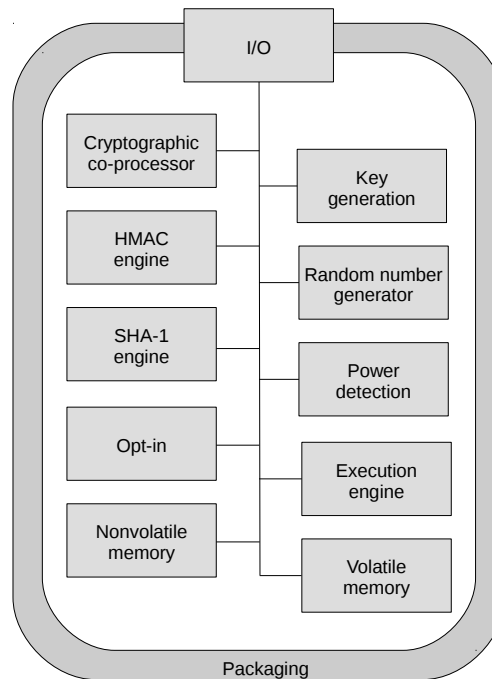 I/O
Cryptographic
co-processor
Key
generation
HMAC
engine
Random number
generator
SHA-1
engine
Power
detection
Opt-in
Execution
engine
Nonvolatile
memory
Volatile
memory
Packaging